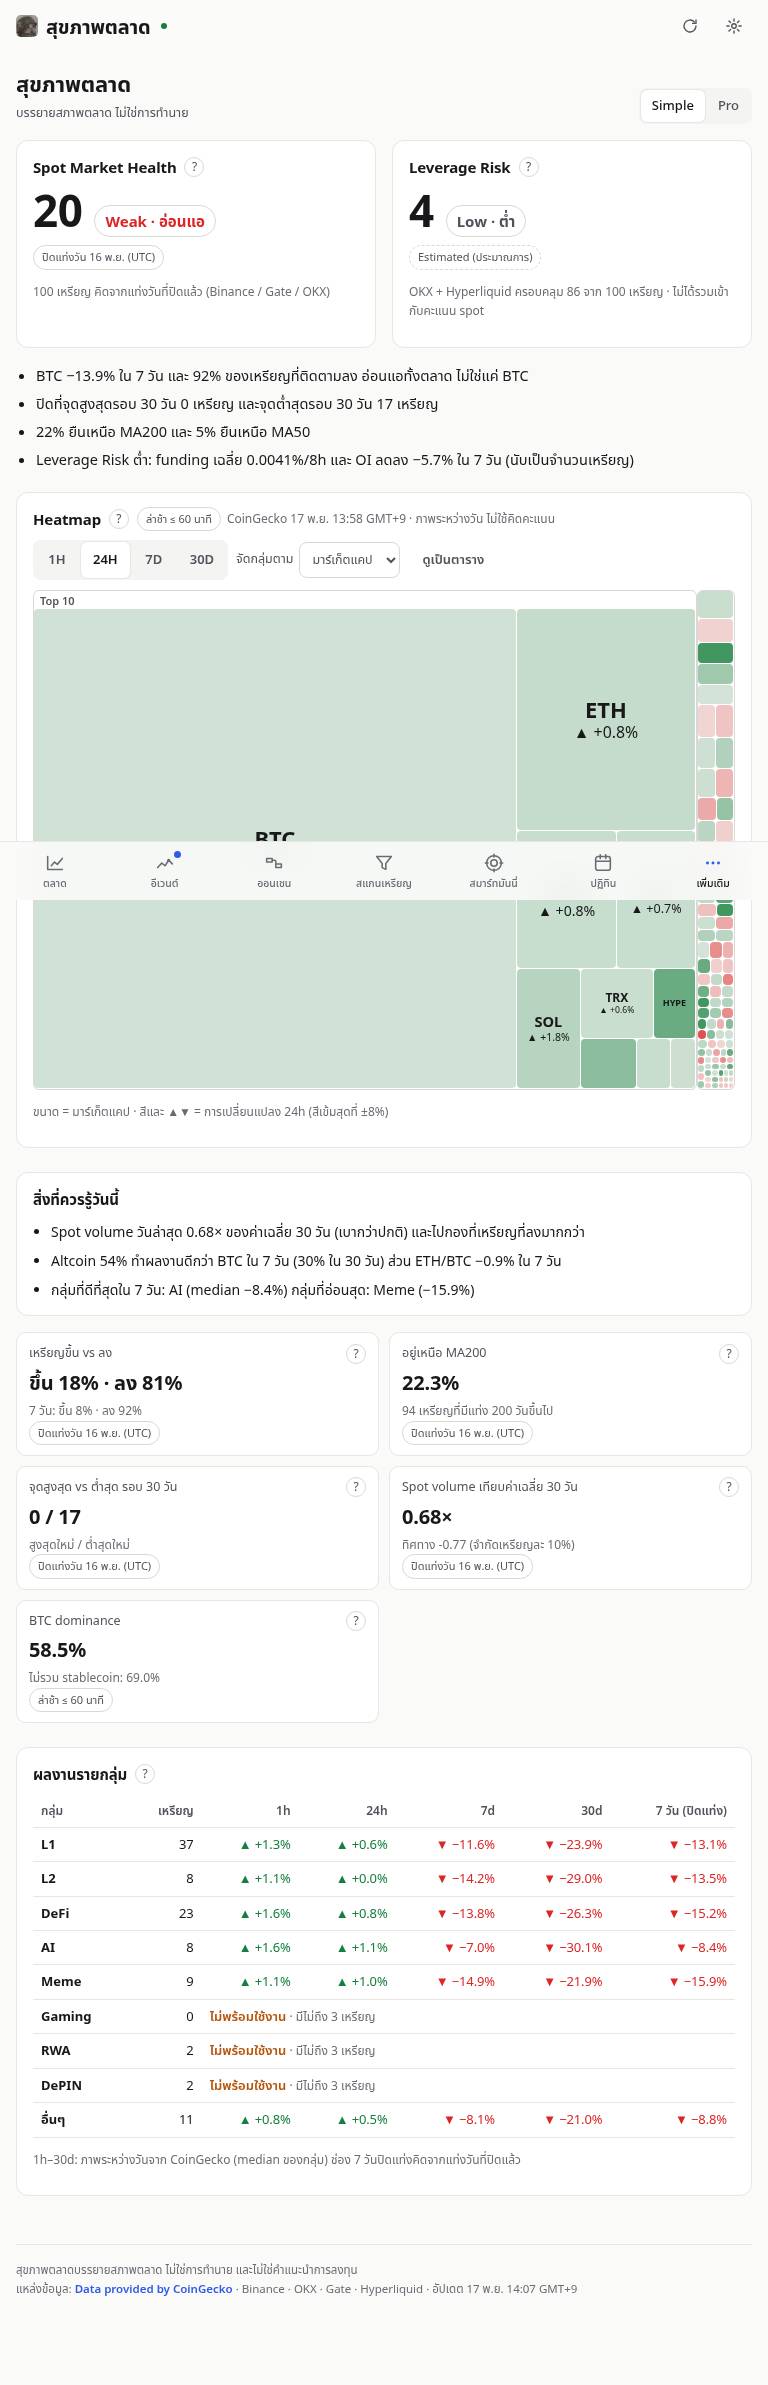 สุขภาพตลาด
สุขภาพตลาด
บรรยายสภาพตลาด ไม่ใช่การทำนาย
Simple Pro
Spot Market Health ?
20 Weak · อ่อนแอ
ปิดแท่งวัน 16 พ.ย. (UTC)
100 เหรียญ คิดจากแท่งวันที่ปิดแล้ว (Binance / Gate / OKX)
Leverage Risk ?
4 Low · ต่ำ
Estimated (ประมาณการ)
OKX + Hyperliquid ครอบคลุม 86 จาก 100 เหรียญ · ไม่ได้รวมเข้า
กับคะแนน spot
BTC −13.9% ใน 7 วัน และ 92% ของเหรียญที่ติดตามลง อ่อนแอทั้งตลาด ไม่ใช่แค่ BTC
ปิดที่จุดสูงสุดรอบ 30 วัน 0 เหรียญ และจุดต่ำสุดรอบ 30 วัน 17 เหรียญ
22% ยืนเหนือ MA200 และ 5% ยืนเหนือ MA50
Leverage Risk ต่ำ: funding เฉลี่ย 0.0041%/8h และ OI ลดลง −5.7% ใน 7 วัน (นับเป็นจำนวนเหรียญ)
Heatmap ? ล่าช้า ≤ 60 นาที CoinGecko 17 พ.ย. 13:58 GMT+9 · ภาพระหว่างวัน ไม่ใช้คิดคะแนน
1H 24H 7D 30D จัดกลุ่มตาม มาร์เก็ตแคป ดูเป็นตาราง
Top 10
ETH
▲ +0.8%
BTC
ตลาด อีเวนต์ ออนเชน สแกนเหรียญ สมาร์ทมันนี่ ปฏิทิน เพิ่มเติม
▲ +0.8% ▲ +0.7%
SOL
▲ +1.8%
TRX
▲ +0.6%
HYPE
ขนาด = มาร์เก็ตแคป · สีและ ▲▼ = การเปลี่ยนแปลง 24h (สีเข้มสุดที่ ±8%)
สิ่งที่ควรรู้วันนี้
Spot volume วันล่าสุด 0.68× ของค่าเฉลี่ย 30 วัน (เบากว่าปกติ) และไปกองที่เหรียญที่ลงมากกว่า
Altcoin 54% ทำผลงานดีกว่า BTC ใน 7 วัน (30% ใน 30 วัน) ส่วน ETH/BTC −0.9% ใน 7 วัน
กลุ่มที่ดีที่สุดใน 7 วัน: AI (median −8.4%) กลุ่มที่อ่อนสุด: Meme (−15.9%)
เหรียญขึ้น vs ลง ?
ขึ้น 18% · ลง 81%
7 วัน: ขึ้น 8% · ลง 92%
ปิดแท่งวัน 16 พ.ย. (UTC)
อยู่เหนือ MA200 ?
22.3%
94 เหรียญที่มีแท่ง 200 วันขึ้นไป
ปิดแท่งวัน 16 พ.ย. (UTC)
จุดสูงสุด vs ต่ำสุด รอบ 30 วัน ?
0 / 17
สูงสุดใหม่ / ต่ำสุดใหม่
ปิดแท่งวัน 16 พ.ย. (UTC)
Spot volume เทียบค่าเฉลี่ย 30 วัน ?
0.68×
ทิศทาง -0.77 (จำกัดเหรียญละ 10%)
ปิดแท่งวัน 16 พ.ย. (UTC)
BTC dominance ?
58.5%
ไม่รวม stablecoin: 69.0%
ล่าช้า ≤ 60 นาที
ผลงานรายกลุ่ม ?
กลุ่ม เหรียญ 1h 24h 7d 30d 7 วัน (ปิดแท่ง)
L1 37 ▲ +1.3% ▲ +0.6% ▼ −11.6% ▼ −23.9% ▼ −13.1%
L2 8 ▲ +1.1% ▲ +0.0% ▼ −14.2% ▼ −29.0% ▼ −13.5%
DeFi 23 ▲ +1.6% ▲ +0.8% ▼ −13.8% ▼ −26.3% ▼ −15.2%
AI 8 ▲ +1.6% ▲ +1.1% ▼ −7.0% ▼ −30.1% ▼ −8.4%
Meme 9 ▲ +1.1% ▲ +1.0% ▼ −14.9% ▼ −21.9% ▼ −15.9%
Gaming 0 ไม่พร้อมใช้งาน · มีไม่ถึง 3 เหรียญ
RWA 2 ไม่พร้อมใช้งาน · มีไม่ถึง 3 เหรียญ
DePIN 2 ไม่พร้อมใช้งาน · มีไม่ถึง 3 เหรียญ
อื่นๆ 11 ▲ +0.8% ▲ +0.5% ▼ −8.1% ▼ −21.0% ▼ −8.8%
1h–30d: ภาพระหว่างวันจาก CoinGecko (median ของกลุ่ม) ช่อง 7 วันปิดแท่งคิดจากแท่งวันที่ปิดแล้ว
สุขภาพตลาดบรรยายสภาพตลาด ไม่ใช่การทำนาย และไม่ใช่คำแนะนำการลงทุน
แหล่งข้อมูล: Data provided by CoinGecko · Binance · OKX · Gate · Hyperliquid · อัปเดต 17 พ.ย. 14:07 GMT+9